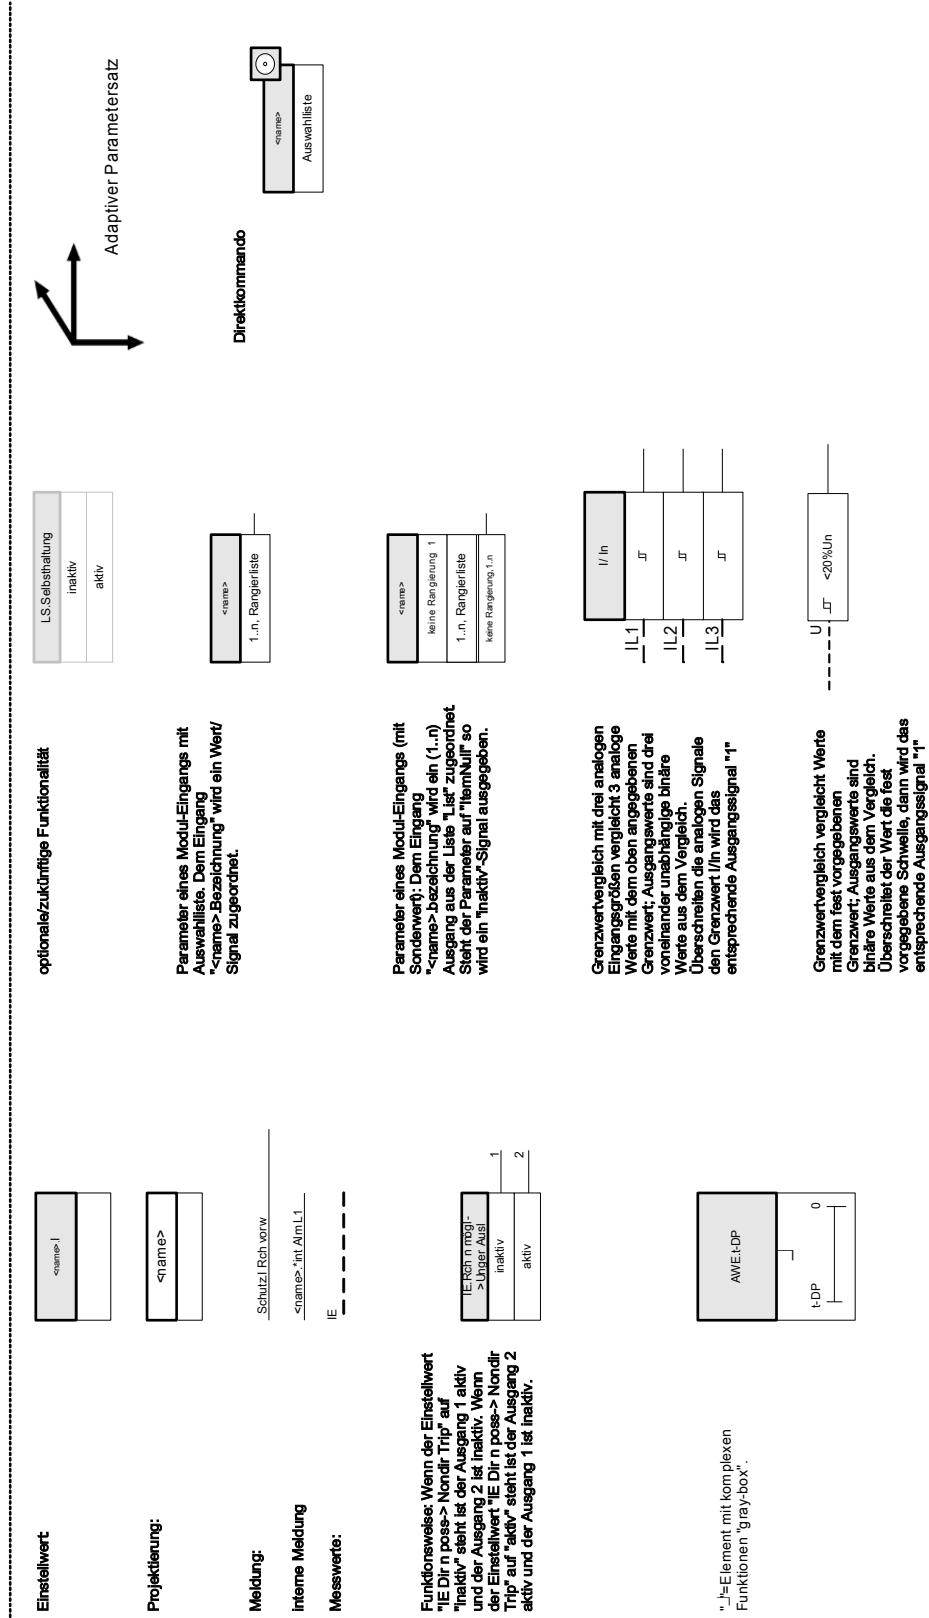 Einstellwert
<name>.I
Projektierung:
<name>
Meldung:
Schutz.I Rch vorw
interne Meldung
<name>.*int Alm L1
Messwerte:
IE
Funktionsweise: Wenn der Einstellwert
"IE Dir n poss-> Nondir Trip" auf
"inaktiv" steht ist der Ausgang 1 aktiv
und der Ausgang 2 ist inaktiv. Wenn
der Einstellwert "IE Dir n poss-> Nondir
Trip" auf "aktiv" steht ist der Ausgang 2
aktiv und der Ausgang 1 ist inaktiv.
IE.Rch n mögl-
>Unger Ausl
inaktiv
1
aktiv
2
"_|"=Element mit komplexen
Funktionen "gray-box".
AWE.t-DP
t-DP
0
optionale/zukünftige Funktionalität
LS.Selbsthaltung
inaktiv
aktiv
Parameter eines Modul-Eingangs mit
Auswahlliste. Dem Eingang
"<name>.Bezeichnung" wird ein Wert/
Signal zugeordnet.
<name>
1..n, Rangierliste
Parameter eines Modul-Eingangs (mit
Sonderwert): Dem Eingang
"<name>.bezeichnung" wird ein (1..n)
Ausgang aus der Liste "List" zugeordnet.
Steht der Parameter auf "ItemNull" so
wird ein "inaktiv"-Signal ausgegeben.
<name>
keine Rangierung 1
1..n, Rangierliste
keine Rangierung,1..n
Grenzwertvergleich mit drei analogen
Eingangsgrößen vergleicht 3 analoge
Werte mit dem oben angegebenen
Grenzwert; Ausgangswerte sind drei
voneinander unabhängige binäre
Werte aus dem Vergleich.
Überschreiten die analogen Signale
den Grenzwert I/In wird das
entsprechende Ausgangssignal "1"
I/ In
IL1
IL2
IL3
Grenzwertvergleich vergleicht Werte
mit dem fest vorgegebenen
Grenzwert; Ausgangswerte sind
binäre Werte aus dem Vergleich.
Überschreitet der Wert die fest
vorgegebene Schwelle, dann wird das
entsprechende Ausgangssignal "1"
U
<20%Un
Adaptiver Parametersatz
Direktkommando
<name>
Auswahlliste